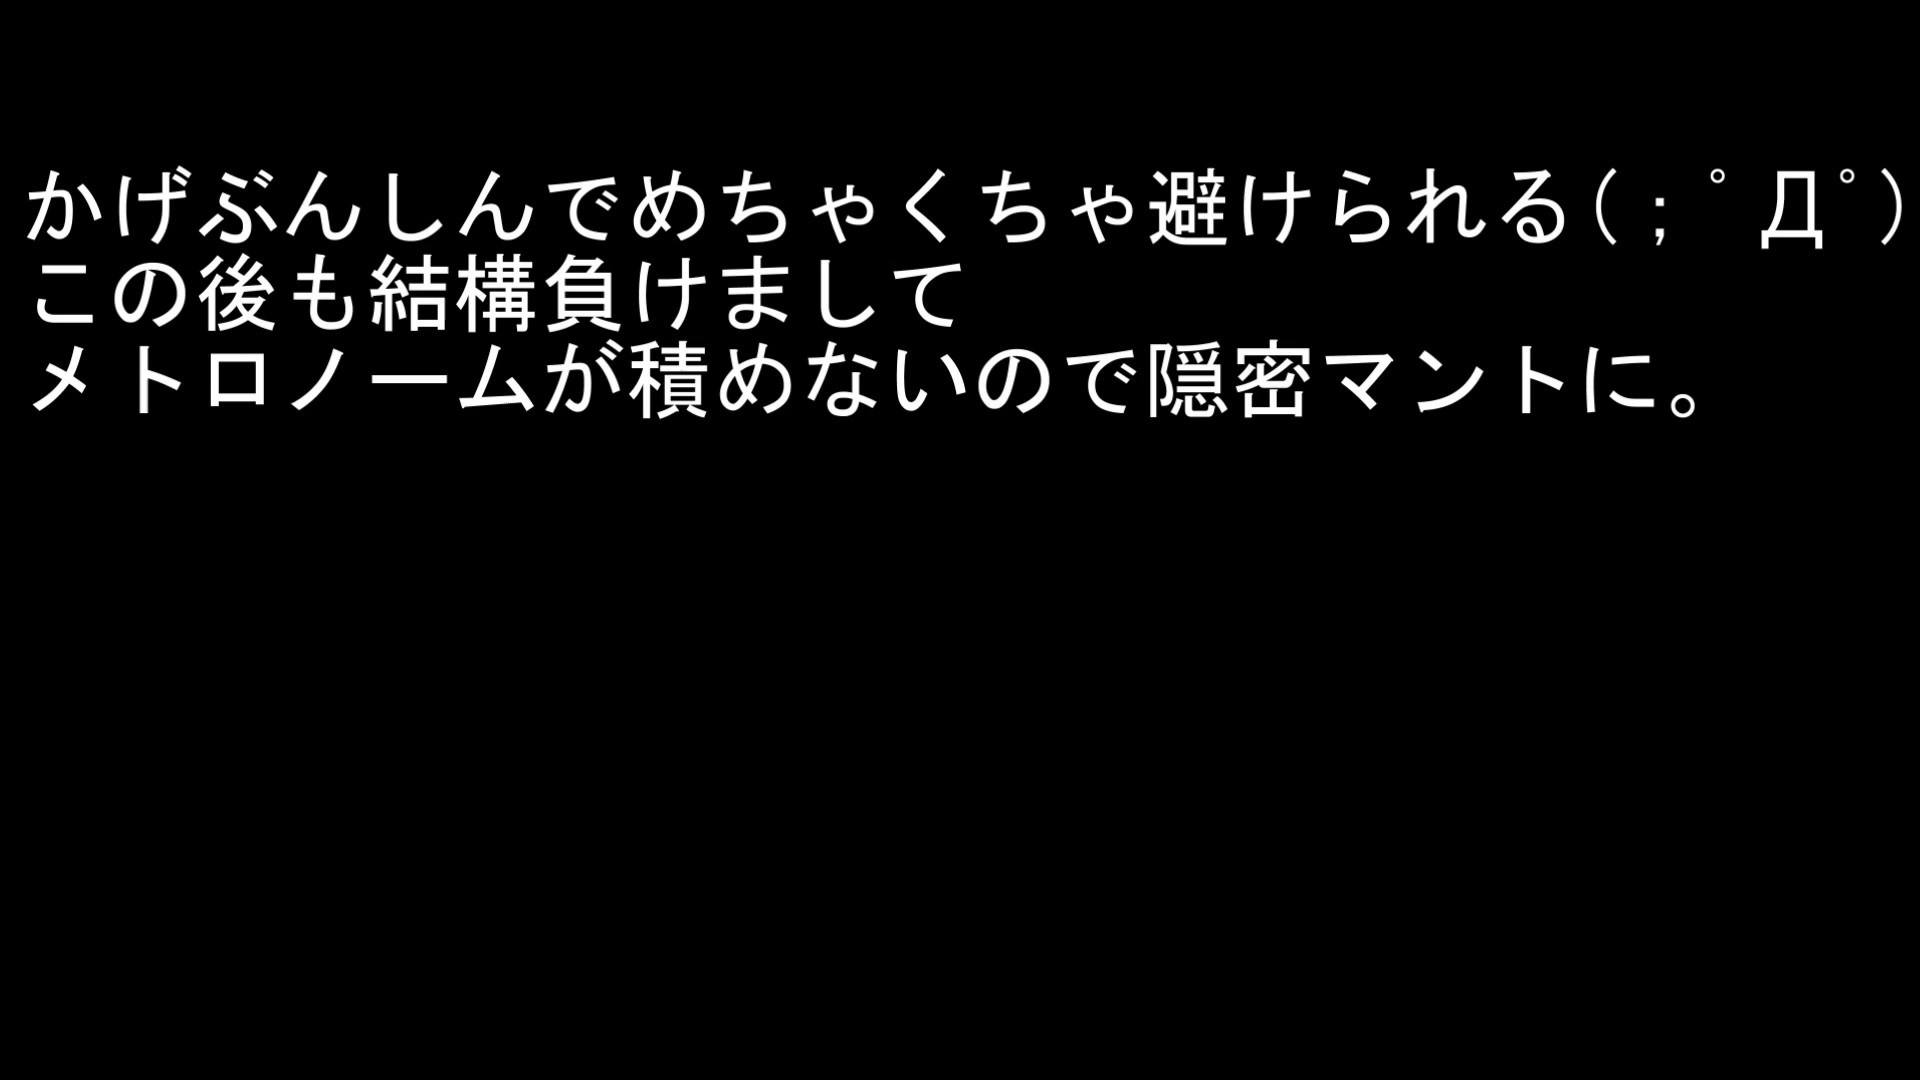 かげぶんしんでめちゃくちゃ避けられる(；ﾟДﾟ)
この後も結構負けまして
メトロノームが積めないので隠密マントに。